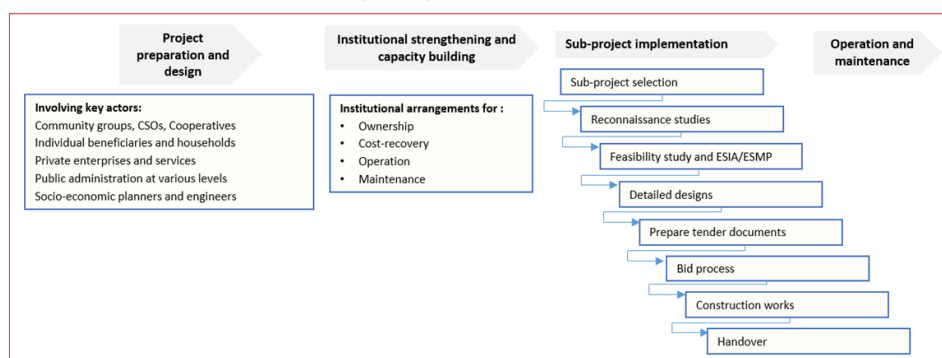 Project
preparation and
design
Institutional strengthening and
capacity building
Sub-project implementation
Operation and
maintenance
Involving key actors:
Community groups, CSOs, Cooperatives
Individual beneficiaries and households
Private enterprises and services
Public administration at various levels
Socio-economic planners and engineers
Institutional arrangements for :
• Ownership
• Cost-recovery
• Operation
• Maintenance
Sub-project selection
Reconnaissance studies
Feasibility study and ESIA/ESMP
Detailed designs
Prepare tender documents
Bid process
Construction works
Handover